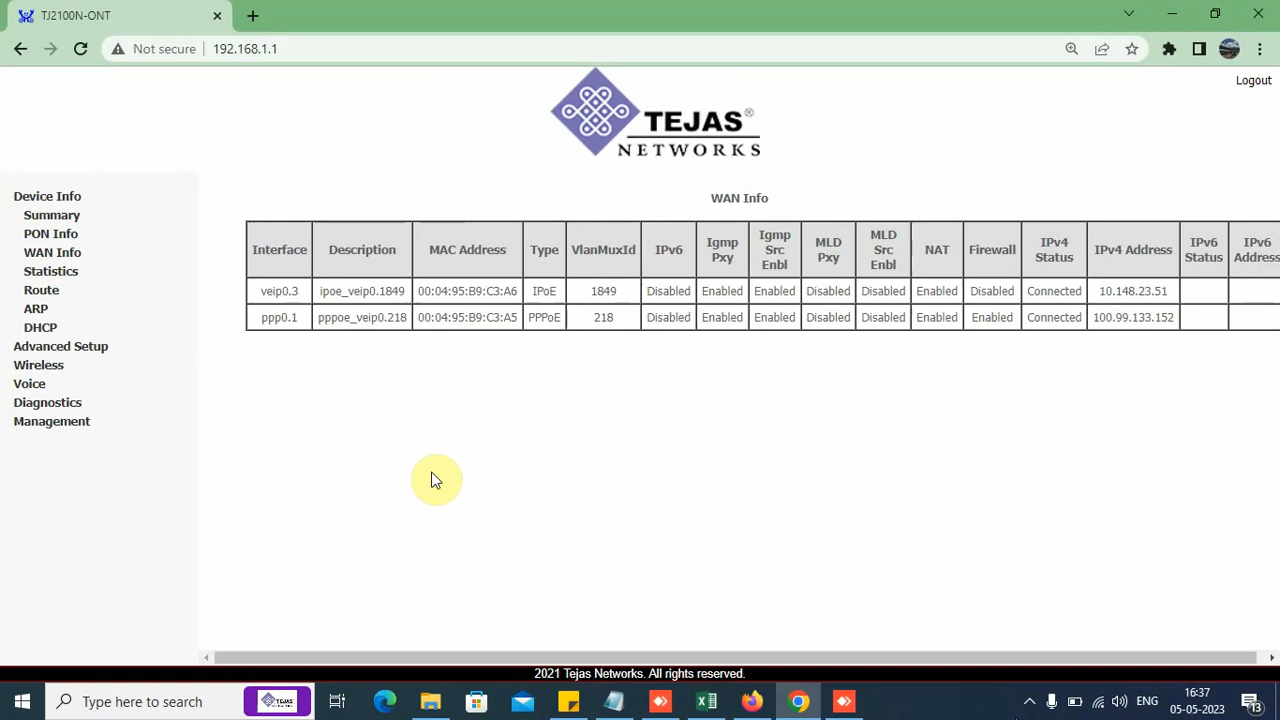 TJ2100N-ONT
Not secure 192.168.1.1
Logout
TEJAS®
NETWORKS
Device Info
Summary
PON Info
WAN Info
Statistics
Route
ARP
DHCP
Advanced Setup
Wireless
Voice
Diagnostics
Management
WAN Info
Interface Description MAC Address Type VlanMuxId IPv6 Igmp Pxy Igmp Src Enbl MLD Pxy MLD Src Enbl NAT Firewall IPv4 Status IPv4 Address IPv6 Status IPv6 Address
veip0.3 ipoe_veip0.1849 00:04:95:B9:C3:A6 IPoE 1849 Disabled Enabled Enabled Disabled Disabled Enabled Disabled Connected 10.148.23.51
ppp0.1 pppoe_veip0.218 00:04:95:B9:C3:A5 PPPoE 218 Disabled Enabled Enabled Disabled Disabled Enabled Enabled Connected 100.99.133.152
2021 Tejas Networks. All rights reserved.
Type here to search
TEJAS
ENG
16:37
05-05-2023
13